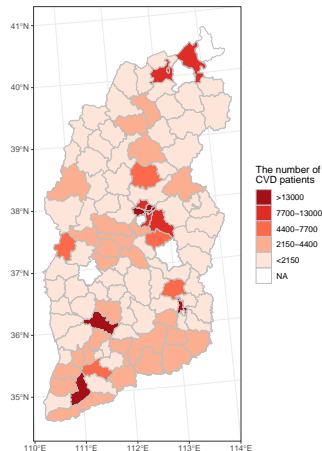 41°N
40°N
39°N
38°N
37°N
36°N
35°N
110°E
111°E
112°E
113°E
114°E
The number of
CVD patients
>13000
7700–13000
4400–7700
2150–4400
<2150
NA